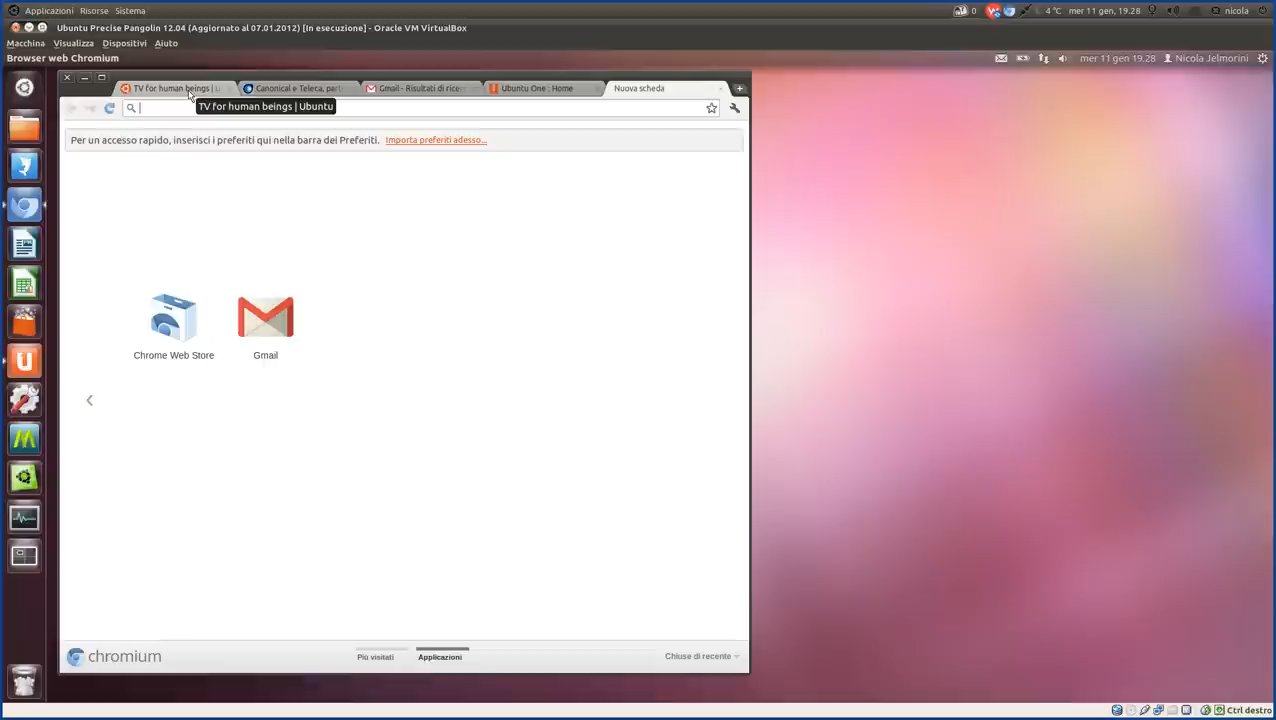 Applicazioni Risorse Sistema
0
4 °C mer 11 gen, 19.28
nicola
Ubuntu Precise Pangolin 12.04 (Aggiornato al 07.01.2012) [In esecuzione] - Oracle VM VirtualBox
Macchina Visualizza Dispositivi Aiuto
Browser web Chromium
mer 11 gen 19.28 Nicola Jelmorini
TV for human beings | U
Canonical e Teleca, part
Gmail - Risultati di rice
Ubuntu One : Home
Nuova scheda
TV for human beings | Ubuntu
Per un accesso rapido, inserisci i preferiti qui nella barra dei Preferiti. Importa preferiti adesso...
Chrome Web Store
Gmail
chromium
Più visitati
Applicazioni
Chiuse di recente
Ctrl destro